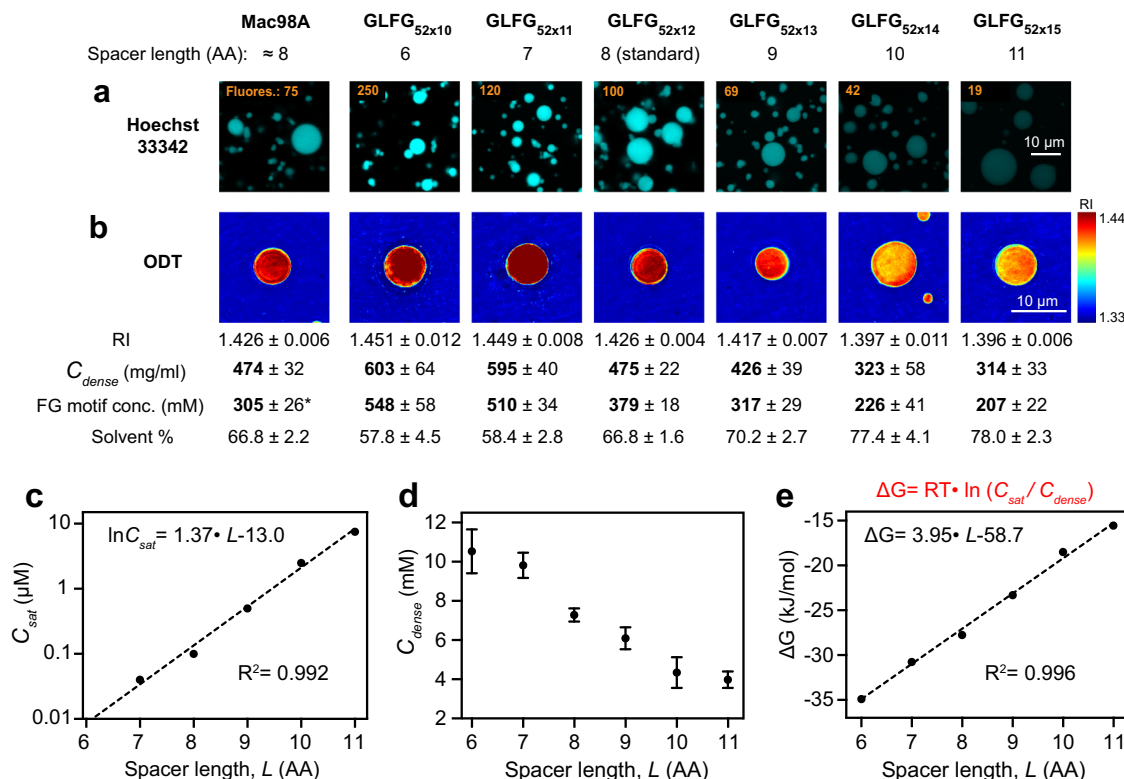 Mac98A GLFG52x10 GLFG52x11 GLFG52x12 GLFG52x13 GLFG52x14 GLFG52x15
Spacer length (AA): ≈ 8 6 7 8 (standard) 9 10 11
a
Hoechst 33342
Fluores.: 75 250 120 100 69 42 19
10 µm
b
ODT
RI
1.44
1.33
10 µm
RI 1.426 ± 0.006 1.451 ± 0.012 1.449 ± 0.008 1.426 ± 0.004 1.417 ± 0.007 1.397 ± 0.011 1.396 ± 0.006
Cdense (mg/ml) 474 ± 32 603 ± 64 595 ± 40 475 ± 22 426 ± 39 323 ± 58 314 ± 33
FG motif conc. (mM) 305 ± 26* 548 ± 58 510 ± 34 379 ± 18 317 ± 29 226 ± 41 207 ± 22
Solvent % 66.8 ± 2.2 57.8 ± 4.5 58.4 ± 2.8 66.8 ± 1.6 70.2 ± 2.7 77.4 ± 4.1 78.0 ± 2.3
c
lnCsat= 1.37• L-13.0
R²= 0.992
Csat (µM)
10
1
0.1
0.01
6 7 8 9 10 11
Spacer length, L (AA)
d
Cdense (mM)
12
10
8
6
4
2
0
6 7 8 9 10 11
Spacer length, L (AA)
e
ΔG= RT• ln (Csat / Cdense)
ΔG= 3.95• L-58.7
R²= 0.996
ΔG (kJ/mol)
-15
-20
-25
-30
-35
6 7 8 9 10 11
Spacer length, L (AA)